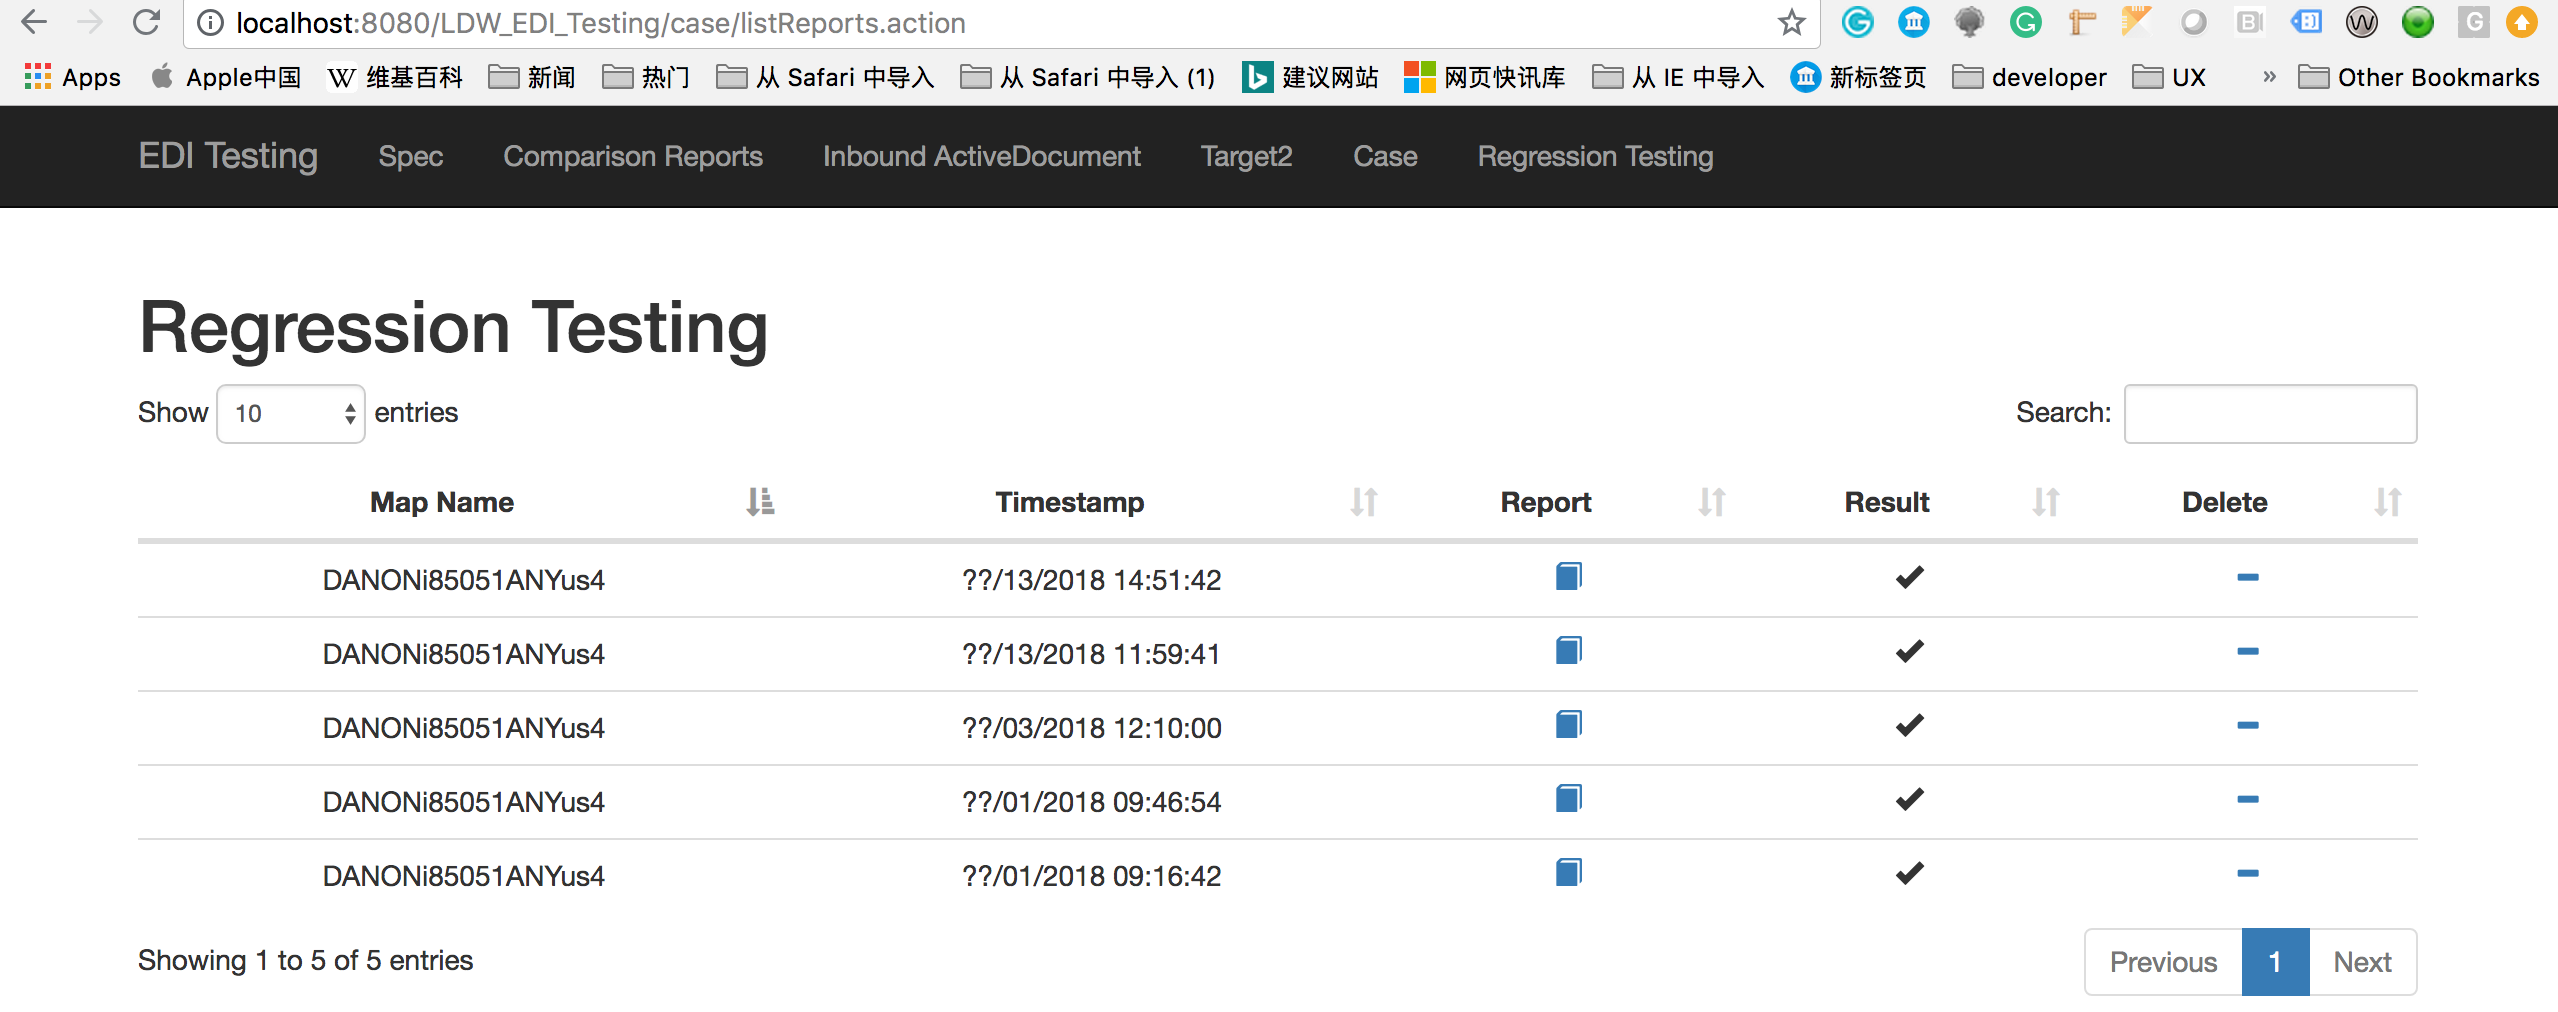 localhost:8080/LDW_EDI_Testing/case/listReports.action
Apps Apple中国 W 维基百科 新闻 热门 从 Safari 中导入 从 Safari 中导入 (1) 建议网站 网页快讯库 从 IE 中导入 新标签页 developer UX » Other Bookmarks
EDI Testing Spec Comparison Reports Inbound ActiveDocument Target2 Case Regression Testing
Regression Testing
Show 10 entries Search:
Map Name Timestamp Report Result Delete
DANONi85051ANYus4 ??/13/2018 14:51:42
DANONi85051ANYus4 ??/13/2018 11:59:41
DANONi85051ANYus4 ??/03/2018 12:10:00
DANONi85051ANYus4 ??/01/2018 09:46:54
DANONi85051ANYus4 ??/01/2018 09:16:42
Showing 1 to 5 of 5 entries Previous 1 Next